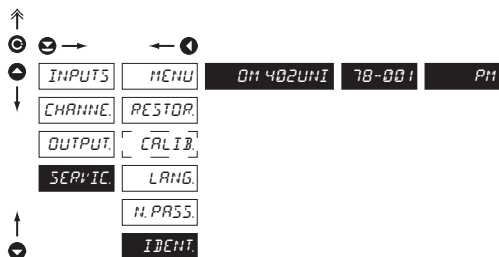 INPUTS MENU OM 402UNI 78-001 PM
CHANNE. RESTOR.
OUTPUT. CALIB.
SERVIC. LANG.
N. PASS.
IDENT.